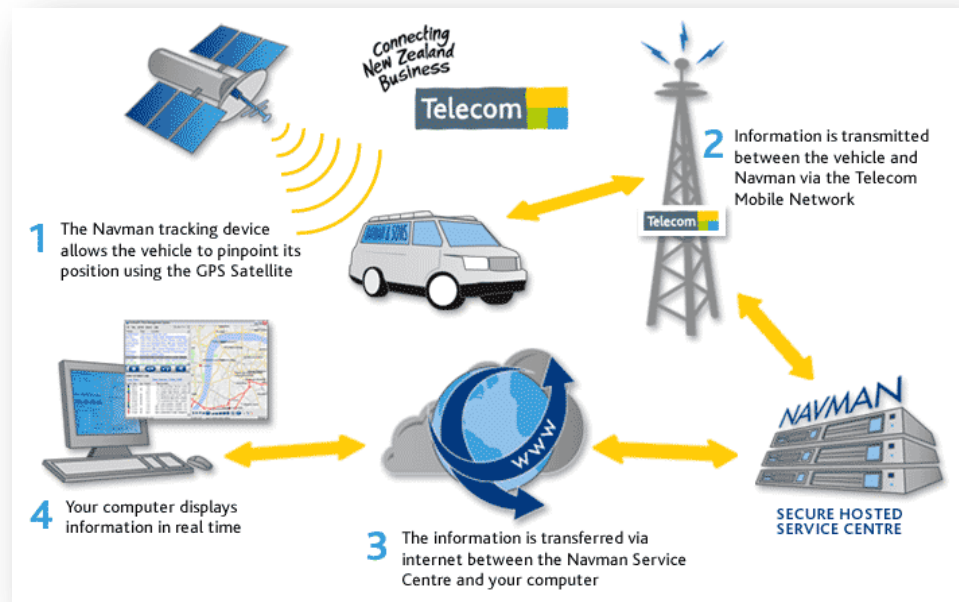 Connecting
New Zealand
Business
Telecom
1
The Navman tracking device
allows the vehicle to pinpoint its
position using the GPS Satellite
NAVMAN & SONS
2
Information is transmitted
between the vehicle and
Navman via the Telecom
Mobile Network
Telecom
NAVMAN
SECURE HOSTED
SERVICE CENTRE
www
3
The information is transferred via
internet between the Navman Service
Centre and your computer
4
Your computer displays
information in real time